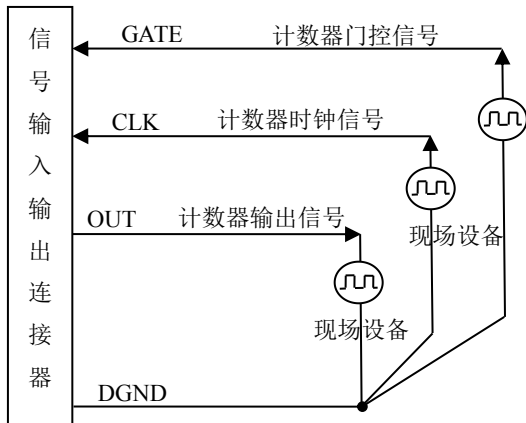 信号输入输出连接器
GATE 计数器门控信号
CLK 计数器时钟信号
OUT 计数器输出信号
现场设备
现场设备
DGND